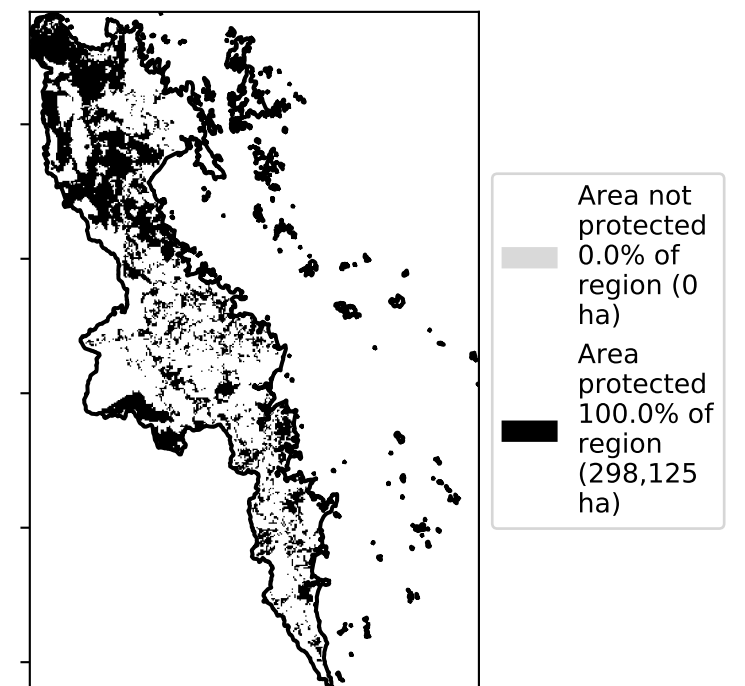 Area not
protected
0.0% of
region (0
ha)
Area
protected
100.0% of
region
(298,125
ha)